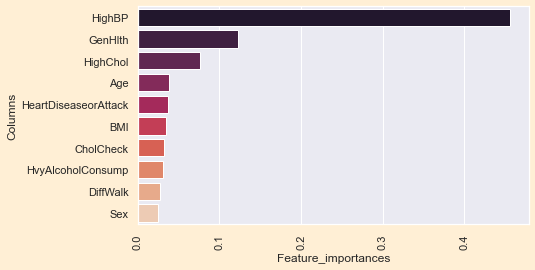 HighBP
GenHlth
HighChol
Age
HeartDiseaseorAttack
BMI
CholCheck
HvyAlcoholConsump
DiffWalk
Sex
Columns
0.0
0.1
0.2
0.3
0.4
Feature_importances